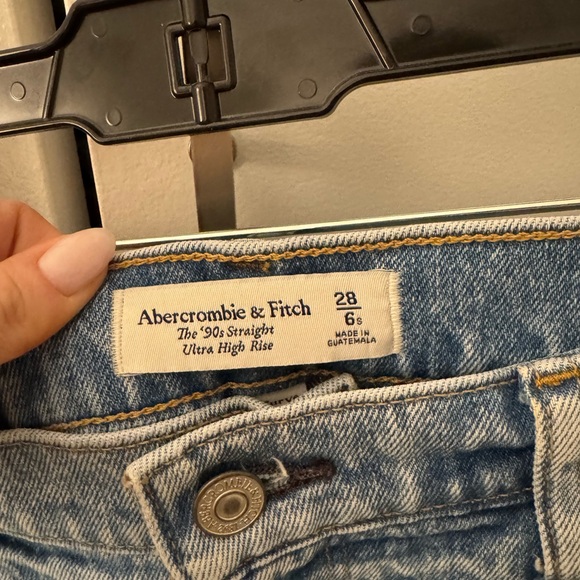 Abercrombie & Fitch
The '90s Straight
Ultra High Rise
28
6s
MADE IN
GUATEMALA